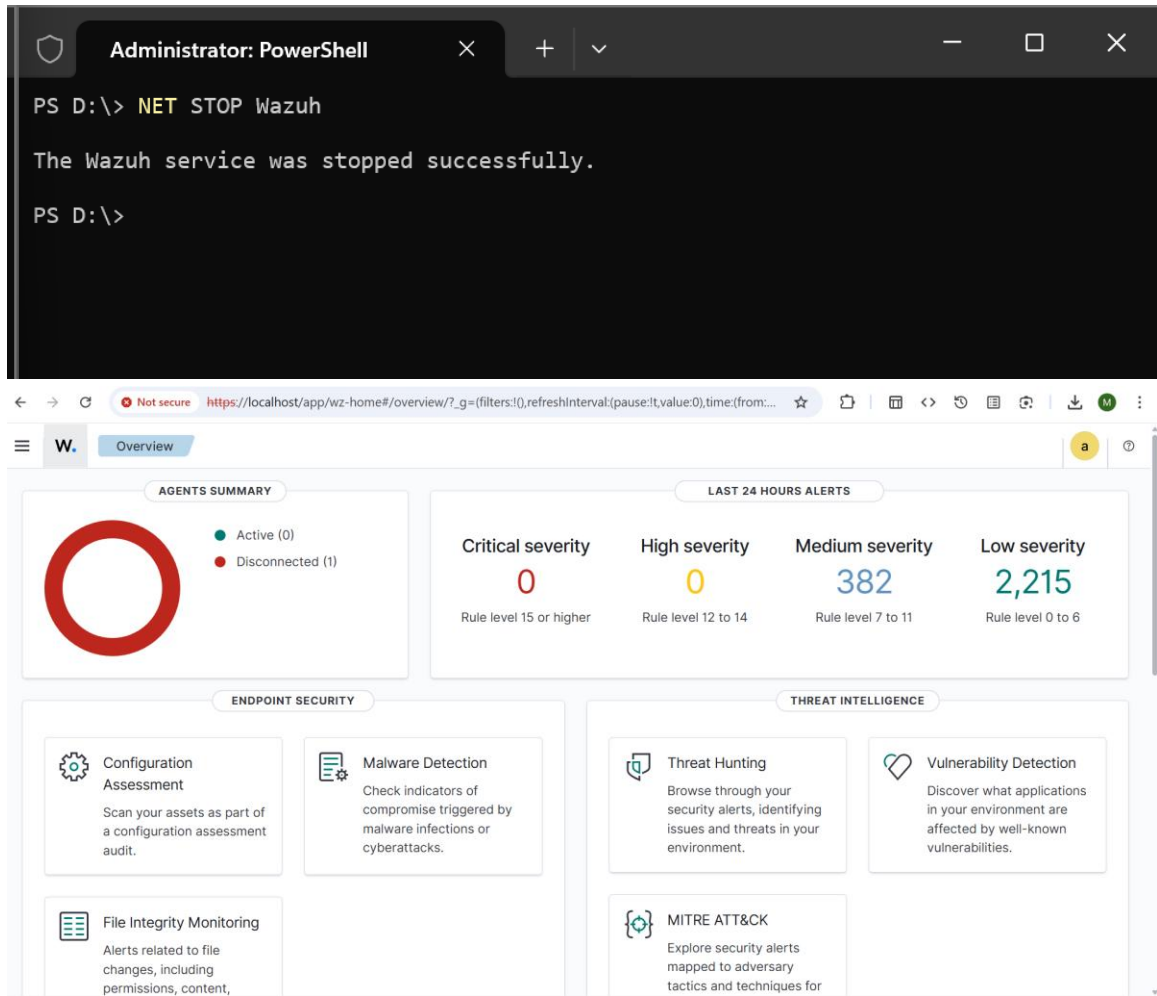 Administrator: PowerShell
PS D:\> NET STOP Wazuh
The Wazuh service was stopped successfully.
PS D:\>
Not secure https://localhost/app/wz-home#/overview/?_g=(filters:!(),refreshInterval:(pause:!t,value:0),time:(from:... M
W. Overview a
AGENTS SUMMARY
Active (0)
Disconnected (1)
LAST 24 HOURS ALERTS
Critical severity High severity Medium severity Low severity
0 0 382 2,215
Rule level 15 or higher Rule level 12 to 14 Rule level 7 to 11 Rule level 0 to 6
ENDPOINT SECURITY
Configuration
Assessment
Scan your assets as part of
a configuration assessment
audit.
Malware Detection
Check indicators of
compromise triggered by
malware infections or
cyberattacks.
File Integrity Monitoring
Alerts related to file
changes, including
permissions, content,
THREAT INTELLIGENCE
Threat Hunting
Browse through your
security alerts, identifying
issues and threats in your
environment.
Vulnerability Detection
Discover what applications
in your environment are
affected by well-known
vulnerabilities.
MITRE ATT&CK
Explore security alerts
mapped to adversary
tactics and techniques for